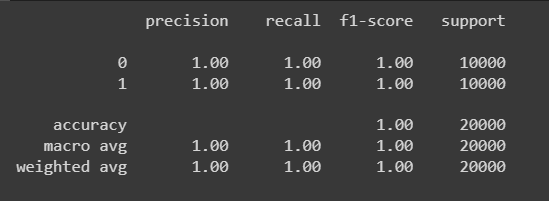 precision recall f1-score support
0 1.00 1.00 1.00 10000
1 1.00 1.00 1.00 10000
accuracy 1.00 20000
macro avg 1.00 1.00 1.00 20000
weighted avg 1.00 1.00 1.00 20000